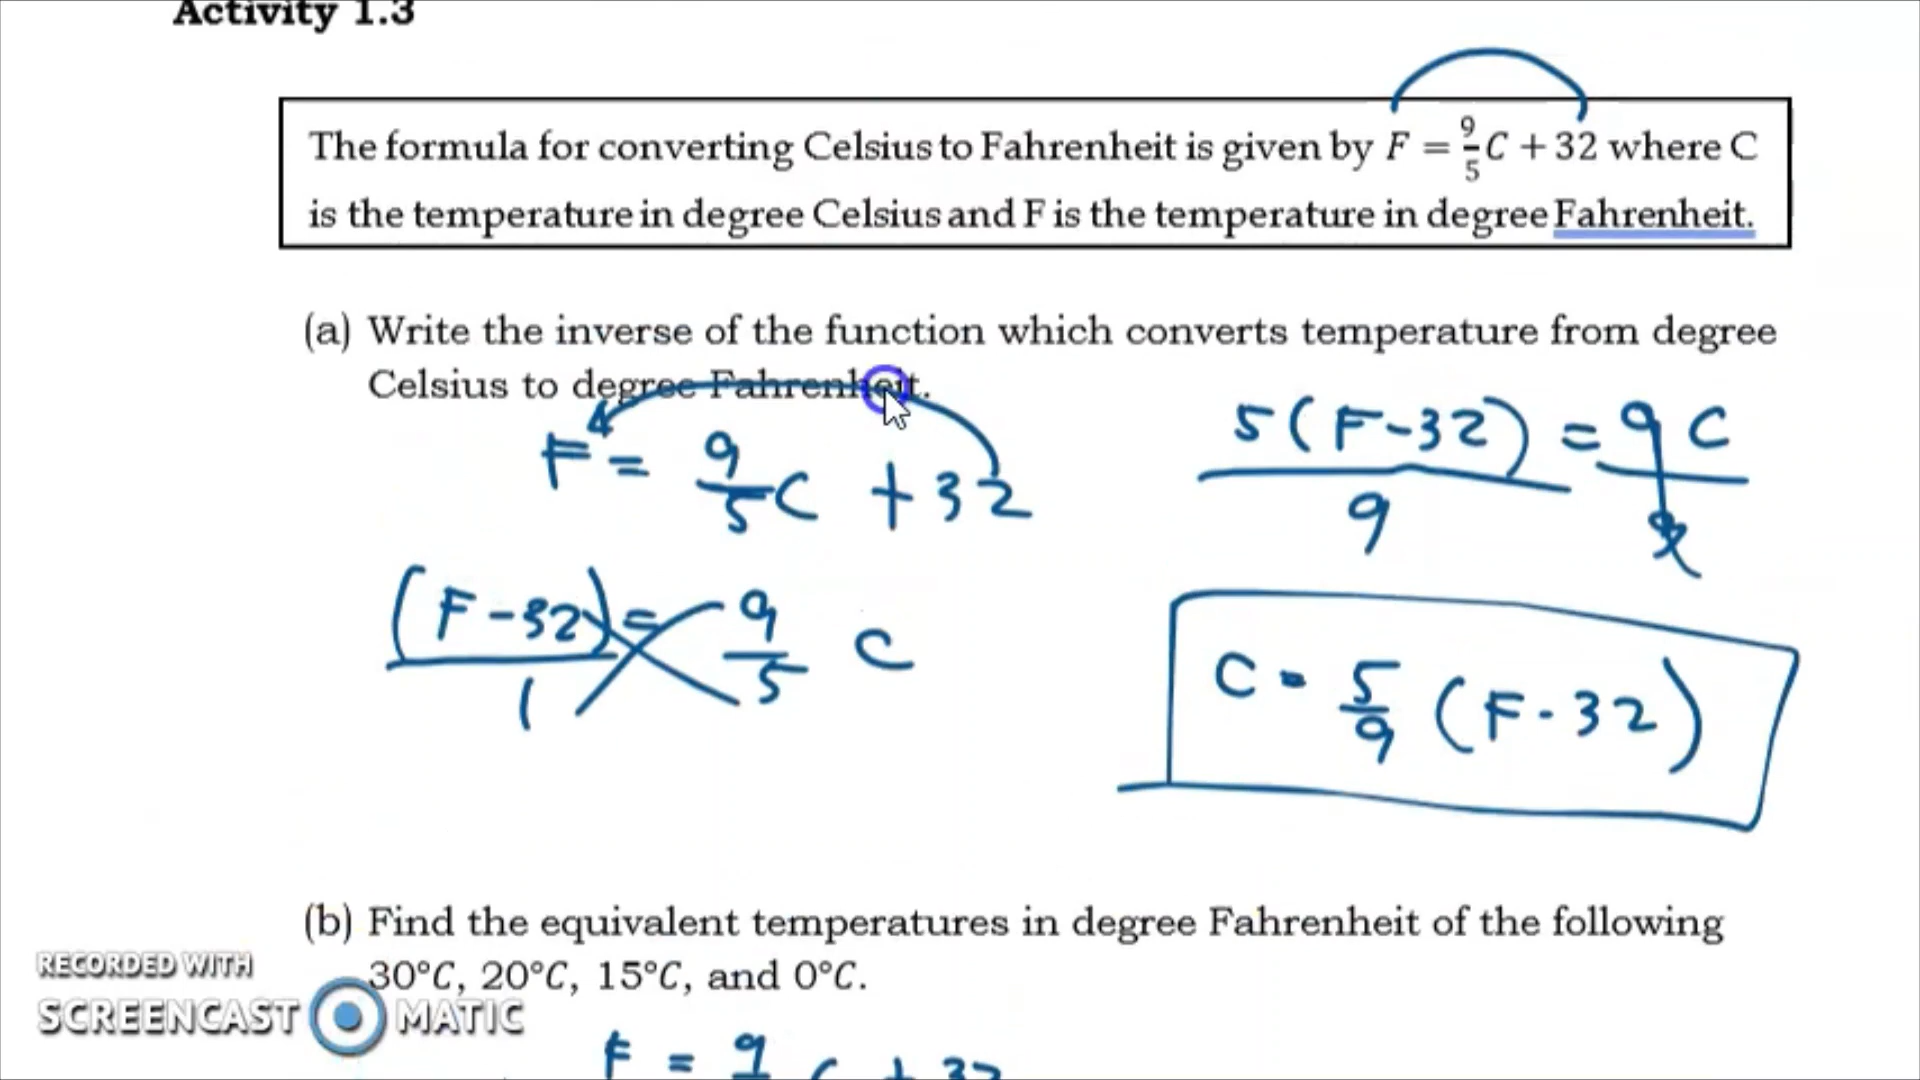 Activity 1.3
The formula for converting Celsius to Fahrenheit is given by F = 9/5 C + 32 where C
is the temperature in degree Celsius and F is the temperature in degree Fahrenheit.
(a) Write the inverse of the function which converts temperature from degree
Celsius to degree Fahrenheit.
F = 9/5 C + 32
(F - 32)/1 = 9/5 C
5(F - 32)/9 = 9C/9
C = 5/9 (F - 32)
(b) Find the equivalent temperatures in degree Fahrenheit of the following
30°C, 20°C, 15°C, and 0°C.
RECORDED WITH
SCREENCAST MATIC
F = 9 C + 32